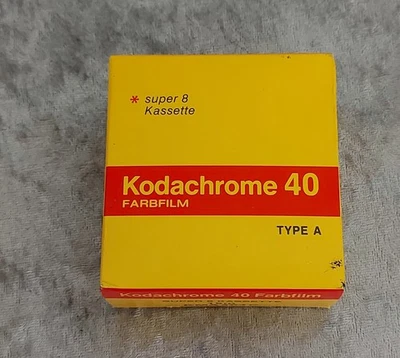 * super 8
Kassette
Kodachrome 40
FARBFILM
TYPE A
Kodachrome 40 Farbfilm